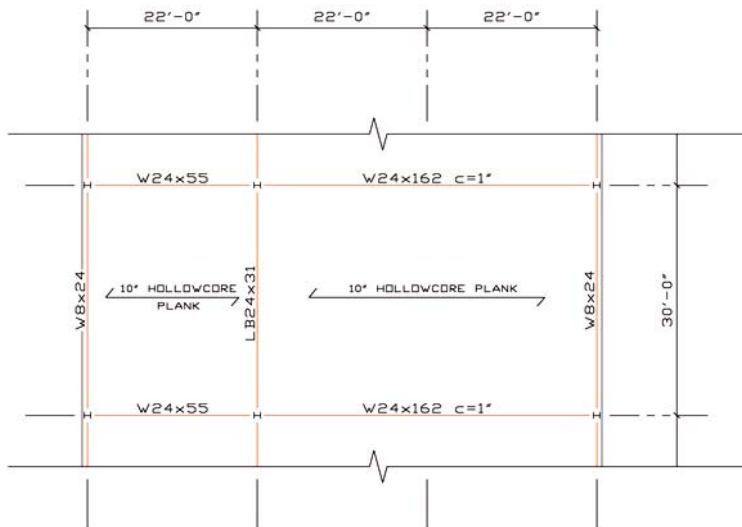 22'-0" 22'-0" 22'-0"
W24x55 W24x162 c=1"
W8x24
10" HOLLOWCORE
PLANK
LB24x31
10" HOLLOWCORE PLANK
W8x24
30'-0"
W24x55 W24x162 c=1"